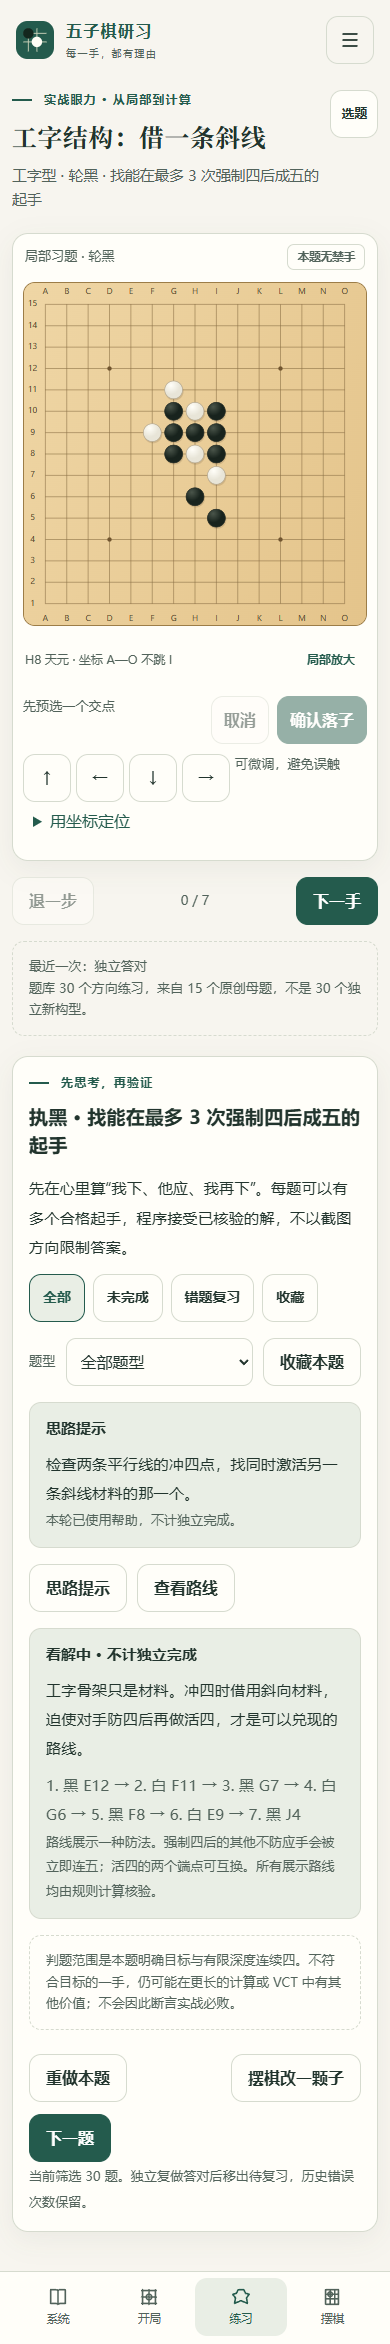 五子棋研习
每一手，都有理由
实战眼力 · 从局部到计算
选题
工字结构：借一条斜线
工字型 · 轮黑 · 找能在最多 3 次强制四后成五的
起手
局部习题 · 轮黑
本题无禁手
A B C D E F G H I J K L M N O
15
14
13
12
11
10
9
8
7
6
5
4
3
2
1
A B C D E F G H I J K L M N O
H8 天元 · 坐标 A—O 不跳 I
局部放大
先预选一个交点
取消
确认落子
↑ ← ↓ →
可微调，避免误触
▶ 用坐标定位
退一步
0 / 7
下一手
最近一次：独立答对
题库 30 个方向练习，来自 15 个原创母题，不是 30 个独
立新构型。
先思考，再验证
执黑 · 找能在最多 3 次强制四后成五的
起手
先在心里算“我下、他应、我再下”。每题可以有
多个合格起手，程序接受已核验的解，不以截图
方向限制答案。
全部
未完成
错题复习
收藏
题型
全部题型
收藏本题
思路提示
检查两条平行线的冲四点，找同时激活另一
条斜线材料的那一个。
本轮已使用帮助，不计独立完成。
思路提示
查看路线
看解中 · 不计独立完成
工字骨架只是材料。冲四时借用斜向材料，
迫使对手防四后再做活四，才是可以兑现的
路线。
1. 黑 E12 → 2. 白 F11 → 3. 黑 G7 → 4. 白
G6 → 5. 黑 F8 → 6. 白 E9 → 7. 黑 J4
路线展示一种防法。强制四后的其他不防应手会被
立即连五；活四的两个端点可互换。所有展示路线
均由规则计算核验。
判题范围是本题明确目标与有限深度连续四。不符
合目标的一手，仍可能在更长的计算或 VCT 中有其
他价值；不会因此断言实战必败。
重做本题
摆棋改一颗子
下一题
当前筛选 30 题。独立复做答对后移出待复习，历史错误
次数保留。
系统
开局
练习
摆棋